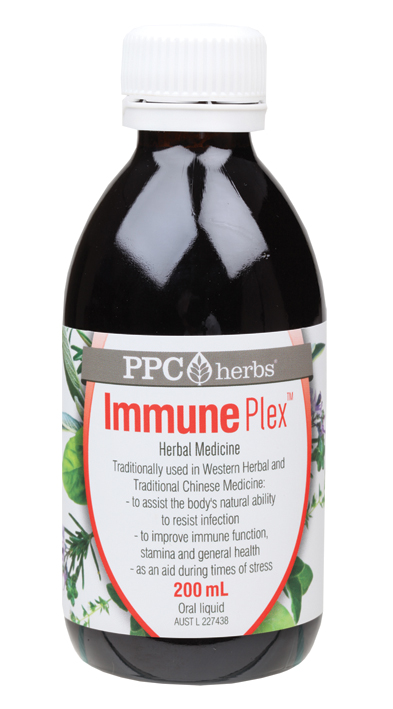 PPC herbs®
Immune Plex™
Herbal Medicine
Traditionally used in Western Herbal and
Traditional Chinese Medicine:
- to assist the body's natural ability
to resist infection
- to improve immune function,
stamina and general health
- as an aid during times of stress
200 mL
Oral liquid
AUST L 227438